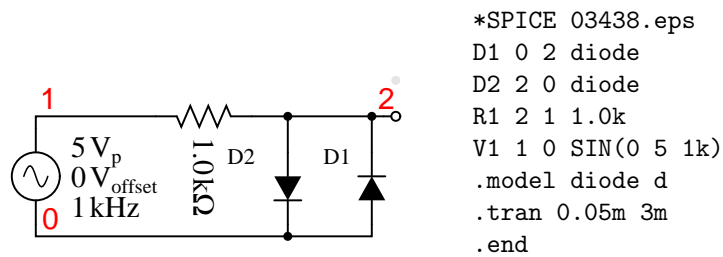 1
2
5 Vp
0 Voffset
1 kHz
0
1.0kΩ
D2
D1
*SPICE 03438.eps
D1 0 2 diode
D2 2 0 diode
R1 2 1 1.0k
V1 1 0 SIN(0 5 1k)
.model diode d
.tran 0.05m 3m
.end